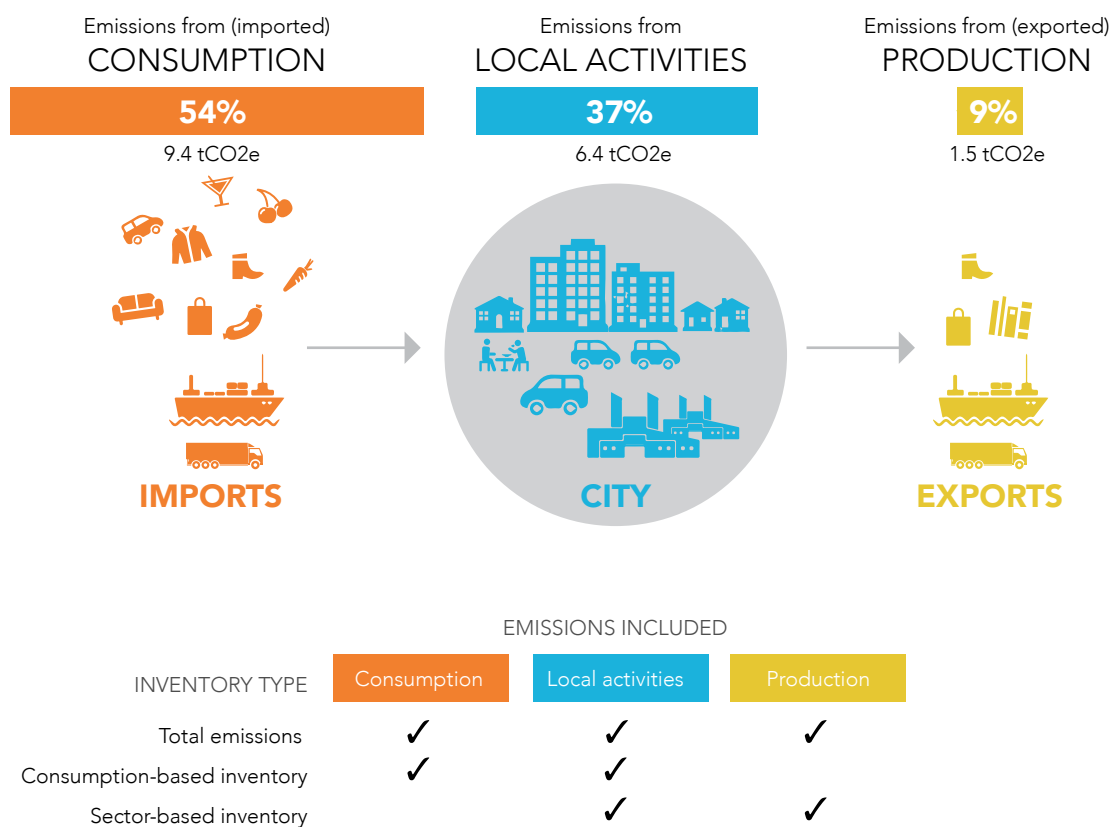 Emissions from (imported)
CONSUMPTION
54%
9.4 tCO2e
IMPORTS
Emissions from
LOCAL ACTIVITIES
37%
6.4 tCO2e
CITY
Emissions from (exported)
PRODUCTION
9%
1.5 tCO2e
EXPORTS
EMISSIONS INCLUDED
INVENTORY TYPE Consumption Local activities Production
Total emissions ✓ ✓ ✓
Consumption-based inventory ✓ ✓
Sector-based inventory ✓ ✓